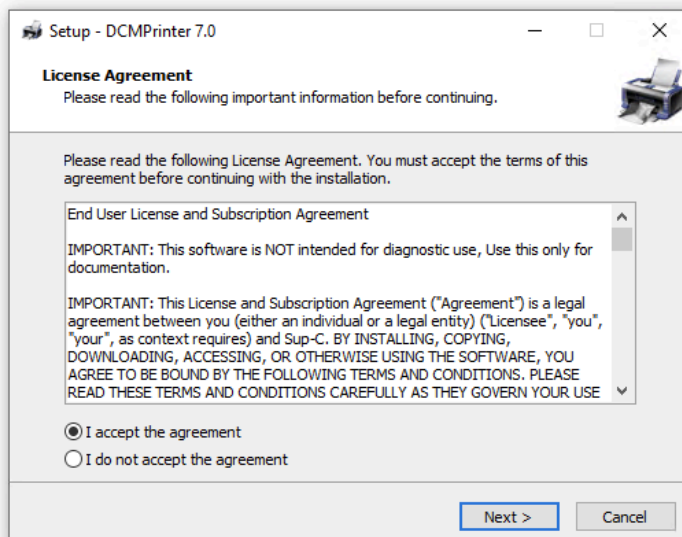 Setup - DCMPrinter 7.0
License Agreement
Please read the following important information before continuing.
Please read the following License Agreement. You must accept the terms of this
agreement before continuing with the installation.
End User License and Subscription Agreement
IMPORTANT: This software is NOT intended for diagnostic use, Use this only for
documentation.
IMPORTANT: This License and Subscription Agreement ("Agreement") is a legal
agreement between you (either an individual or a legal entity) ("Licensee", "you",
"your", as context requires) and Sup-C. BY INSTALLING, COPYING,
DOWNLOADING, ACCESSING, OR OTHERWISE USING THE SOFTWARE, YOU
AGREE TO BE BOUND BY THE FOLLOWING TERMS AND CONDITIONS. PLEASE
READ THESE TERMS AND CONDITIONS CAREFULLY AS THEY GOVERN YOUR USE
I accept the agreement
I do not accept the agreement
Next >
Cancel